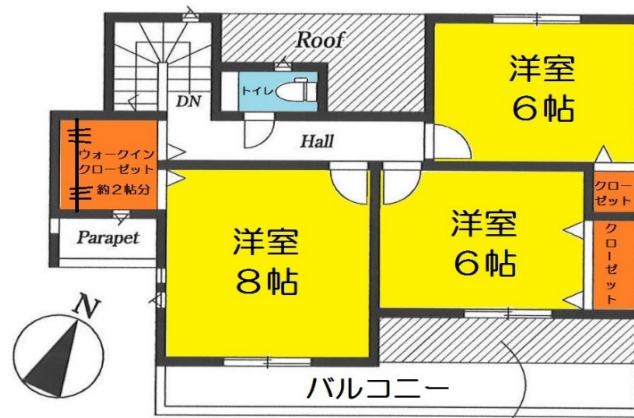 Roof
洋室
6帖
トイレ
DN
Hall
ウォークイン
クローゼット
約2帖分
クロー
ゼット
洋室
8帖
洋室
6帖
クローゼット
Parapet
N
バルコニー